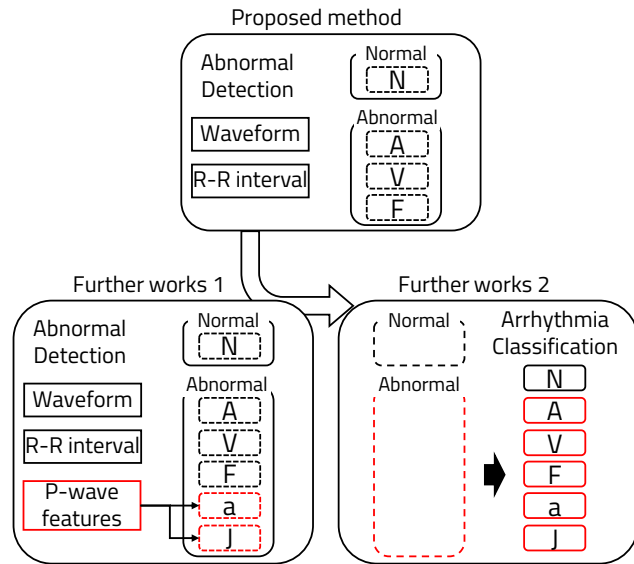 Proposed method
Abnormal
Detection
Waveform
R-R interval
Normal
N
Abnormal
A
V
F
Further works 1
Abnormal
Detection
Waveform
R-R interval
P-wave
features
Normal
N
Abnormal
A
V
F
a
J
Further works 2
Normal
Abnormal
Arrhythmia
Classification
N
A
V
F
a
J